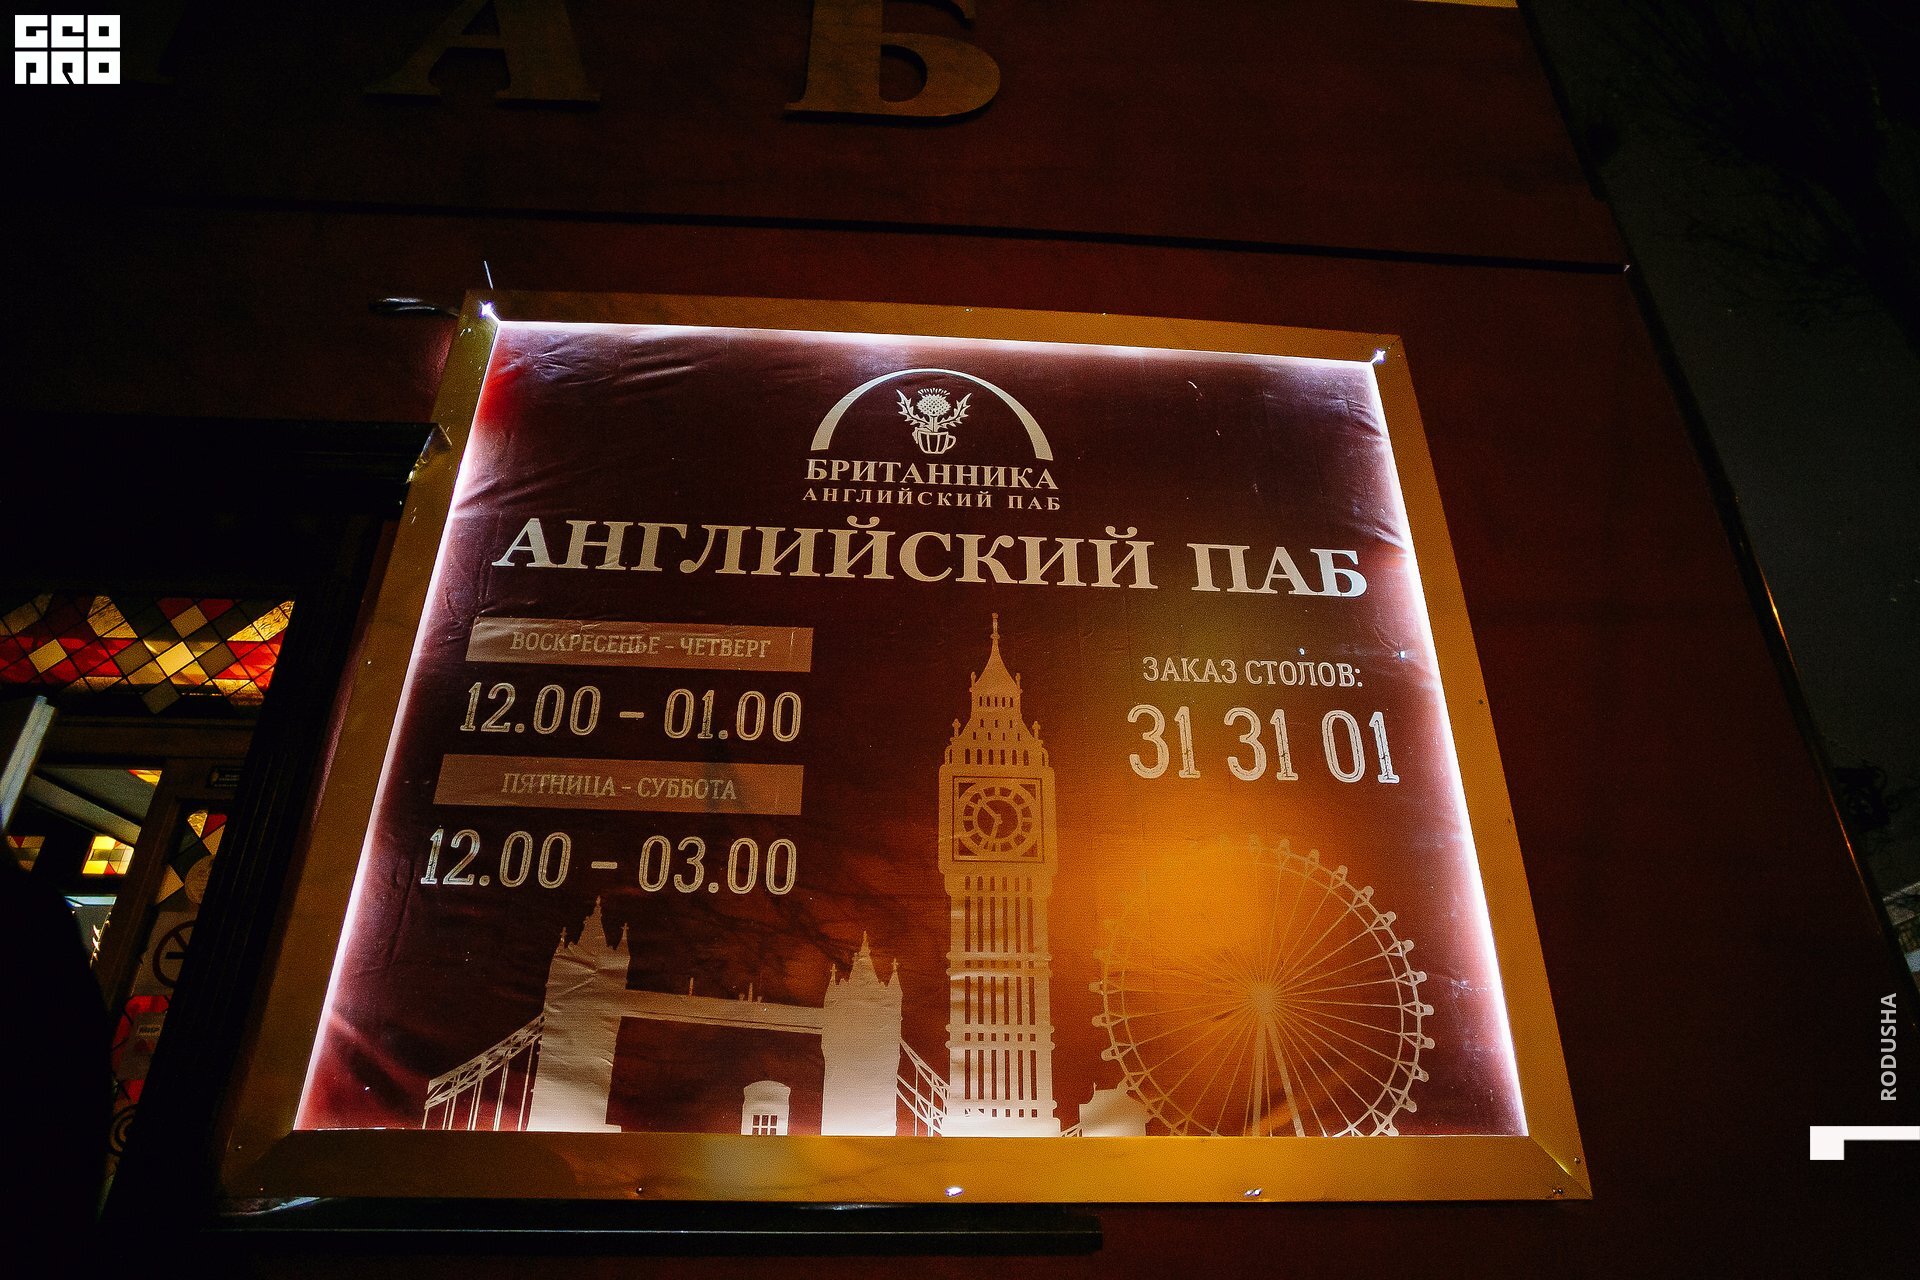 GEO
PRO
АБ
БРИТАННИКА
АНГЛИЙСКИЙ ПАБ
АНГЛИЙСКИЙ ПАБ
ВОСКРЕСЕНЬЕ - ЧЕТВЕРГ
12.00 - 01.00
ПЯТНИЦА - СУББОТА
12.00 - 03.00
ЗАКАЗ СТОЛОВ:
31 31 01
RODUSHA